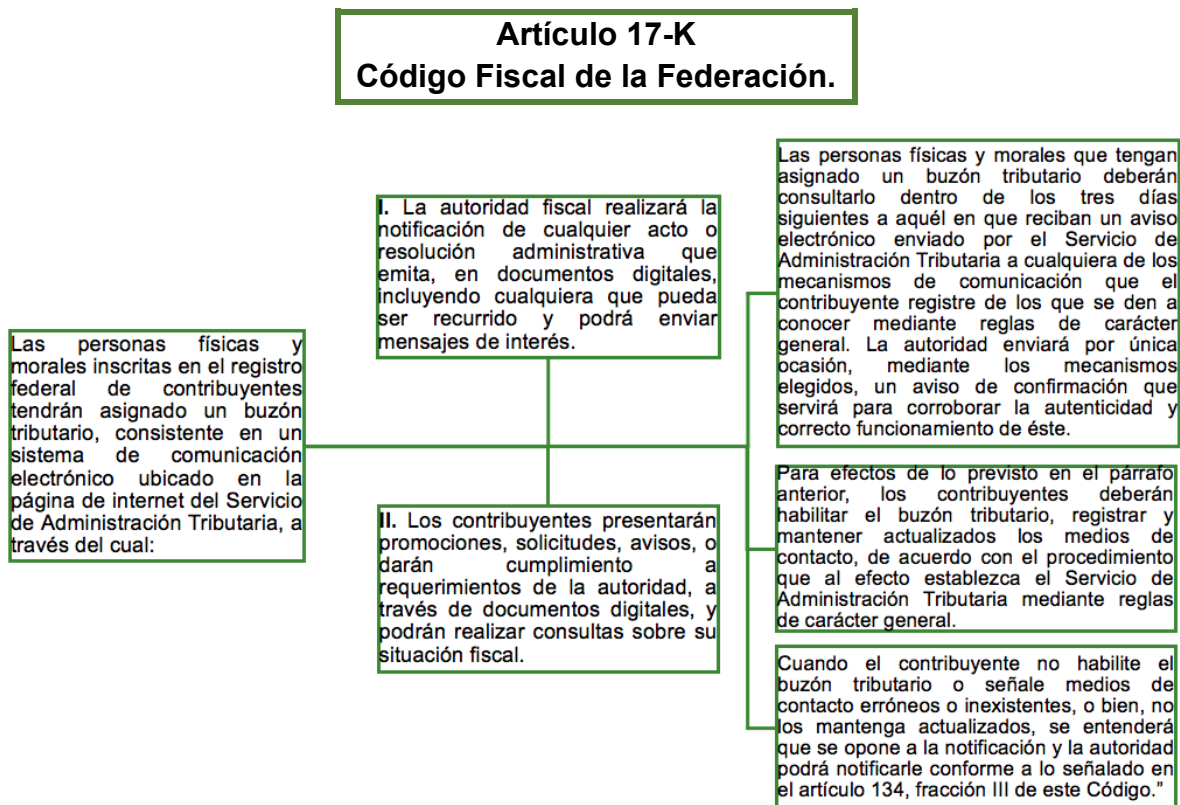 Artículo 17-K
Código Fiscal de la Federación.
Las personas físicas y
morales inscritas en el registro
federal de contribuyentes
tendrán asignado un buzón
tributario, consistente en un
sistema de comunicación
electrónico ubicado en la
página de internet del Servicio
de Administración Tributaria, a
través del cual:
I. La autoridad fiscal realizará la
notificación de cualquier acto o
resolución administrativa que
emita, en documentos digitales,
incluyendo cualquiera que pueda
ser recurrido y podrá enviar
mensajes de interés.
II. Los contribuyentes presentarán
promociones, solicitudes, avisos, o
darán cumplimiento a
requerimientos de la autoridad, a
través de documentos digitales, y
podrán realizar consultas sobre su
situación fiscal.
Las personas físicas y morales que tengan
asignado un buzón tributario deberán
consultarlo dentro de los tres días
siguientes a aquél en que reciban un aviso
electrónico enviado por el Servicio de
Administración Tributaria a cualquiera de los
mecanismos de comunicación que el
contribuyente registre de los que se den a
conocer mediante reglas de carácter
general. La autoridad enviará por única
ocasión, mediante los mecanismos
elegidos, un aviso de confirmación que
servirá para corroborar la autenticidad y
correcto funcionamiento de éste.
Para efectos de lo previsto en el párrafo
anterior, los contribuyentes deberán
habilitar el buzón tributario, registrar y
mantener actualizados los medios de
contacto, de acuerdo con el procedimiento
que al efecto establezca el Servicio de
Administración Tributaria mediante reglas
de carácter general.
Cuando el contribuyente no habilite el
buzón tributario o señale medios de
contacto erróneos o inexistentes, o bien, no
los mantenga actualizados, se entenderá
que se opone a la notificación y la autoridad
podrá notificarle conforme a lo señalado en
el artículo 134, fracción III de este Código.”